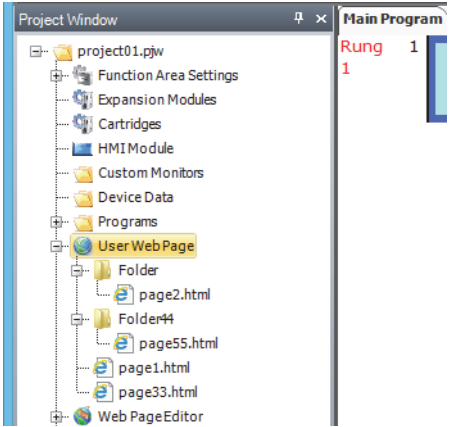 Project Window
Main Program
project01.pjw
Rung 1
1
Function Area Settings
Expansion Modules
Cartridges
HMI Module
Custom Monitors
Device Data
Programs
User Web Page
Folder
page2.html
Folder44
page55.html
page1.html
page33.html
Web Page Editor